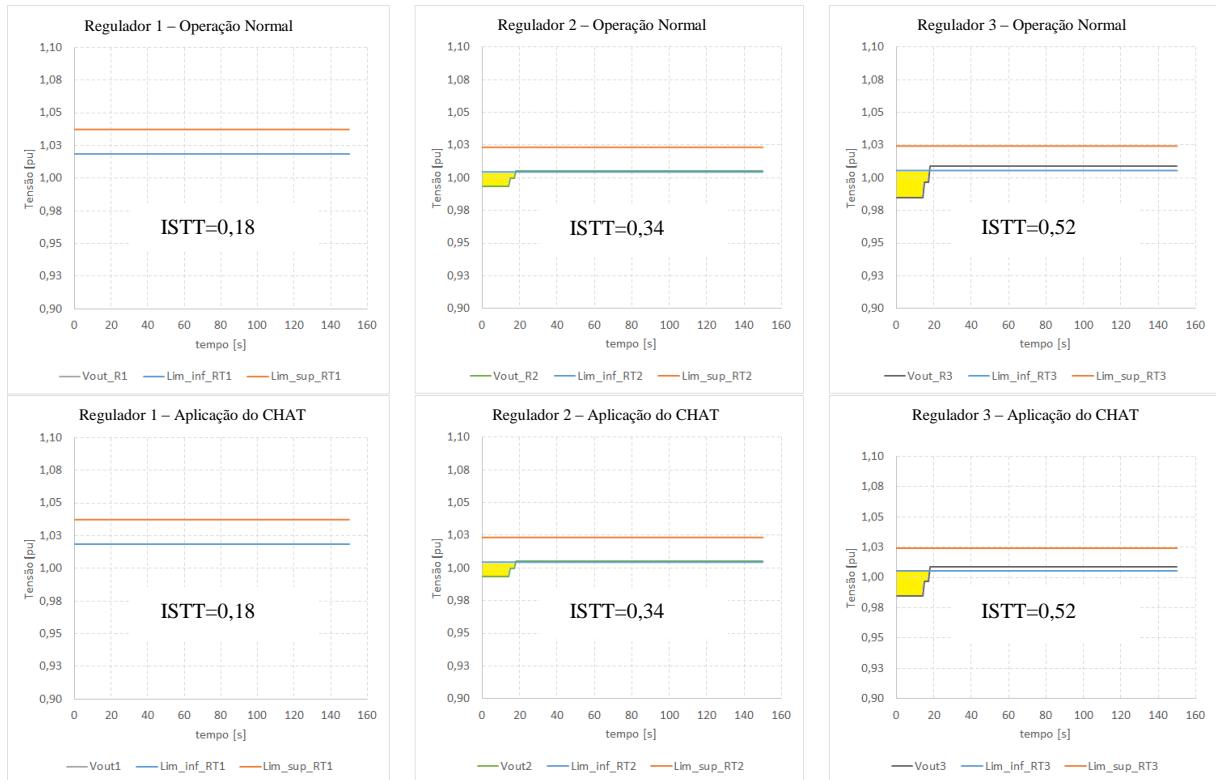 Regulador 1 – Operação Normal
1,10
1,08
1,05
1,03
1,00
0,98
0,95
0,93
0,90
Tensão [pu]
ISTT=0,18
0 20 40 60 80 100 120 140 160
tempo [s]
Vout_R1 Lim_inf_RT1 Lim_sup_RT1
Regulador 2 – Operação Normal
1,10
1,08
1,05
1,03
1,00
0,98
0,95
0,93
0,90
Tensão [pu]
ISTT=0,34
0 20 40 60 80 100 120 140 160
tempo [s]
Vout_R2 Lim_inf_RT2 Lim_sup_RT2
Regulador 3 – Operação Normal
1,10
1,08
1,05
1,03
1,00
0,98
0,95
0,93
0,90
Tensão [pu]
ISTT=0,52
0 20 40 60 80 100 120 140 160
tempo [s]
Vout_R3 Lim_inf_RT3 Lim_sup_RT3
Regulador 1 – Aplicação do CHAT
1,10
1,08
1,05
1,03
1,00
0,98
0,95
0,93
0,90
Tensão [pu]
ISTT=0,18
0 20 40 60 80 100 120 140 160
tempo [s]
Vout1 Lim_inf_RT1 Lim_sup_RT1
Regulador 2 – Aplicação do CHAT
1,10
1,08
1,05
1,03
1,00
0,98
0,95
0,93
0,90
Tensão [pu]
ISTT=0,34
0 20 40 60 80 100 120 140 160
tempo [s]
Vout2 Lim_inf_RT2 Lim_sup_RT2
Regulador 3 – Aplicação do CHAT
1,10
1,08
1,05
1,03
1,00
0,98
0,95
0,93
0,90
Tensão [pu]
ISTT=0,52
0 20 40 60 80 100 120 140 160
tempo [s]
Vout3 Lim_inf_RT3 Lim_sup_RT3